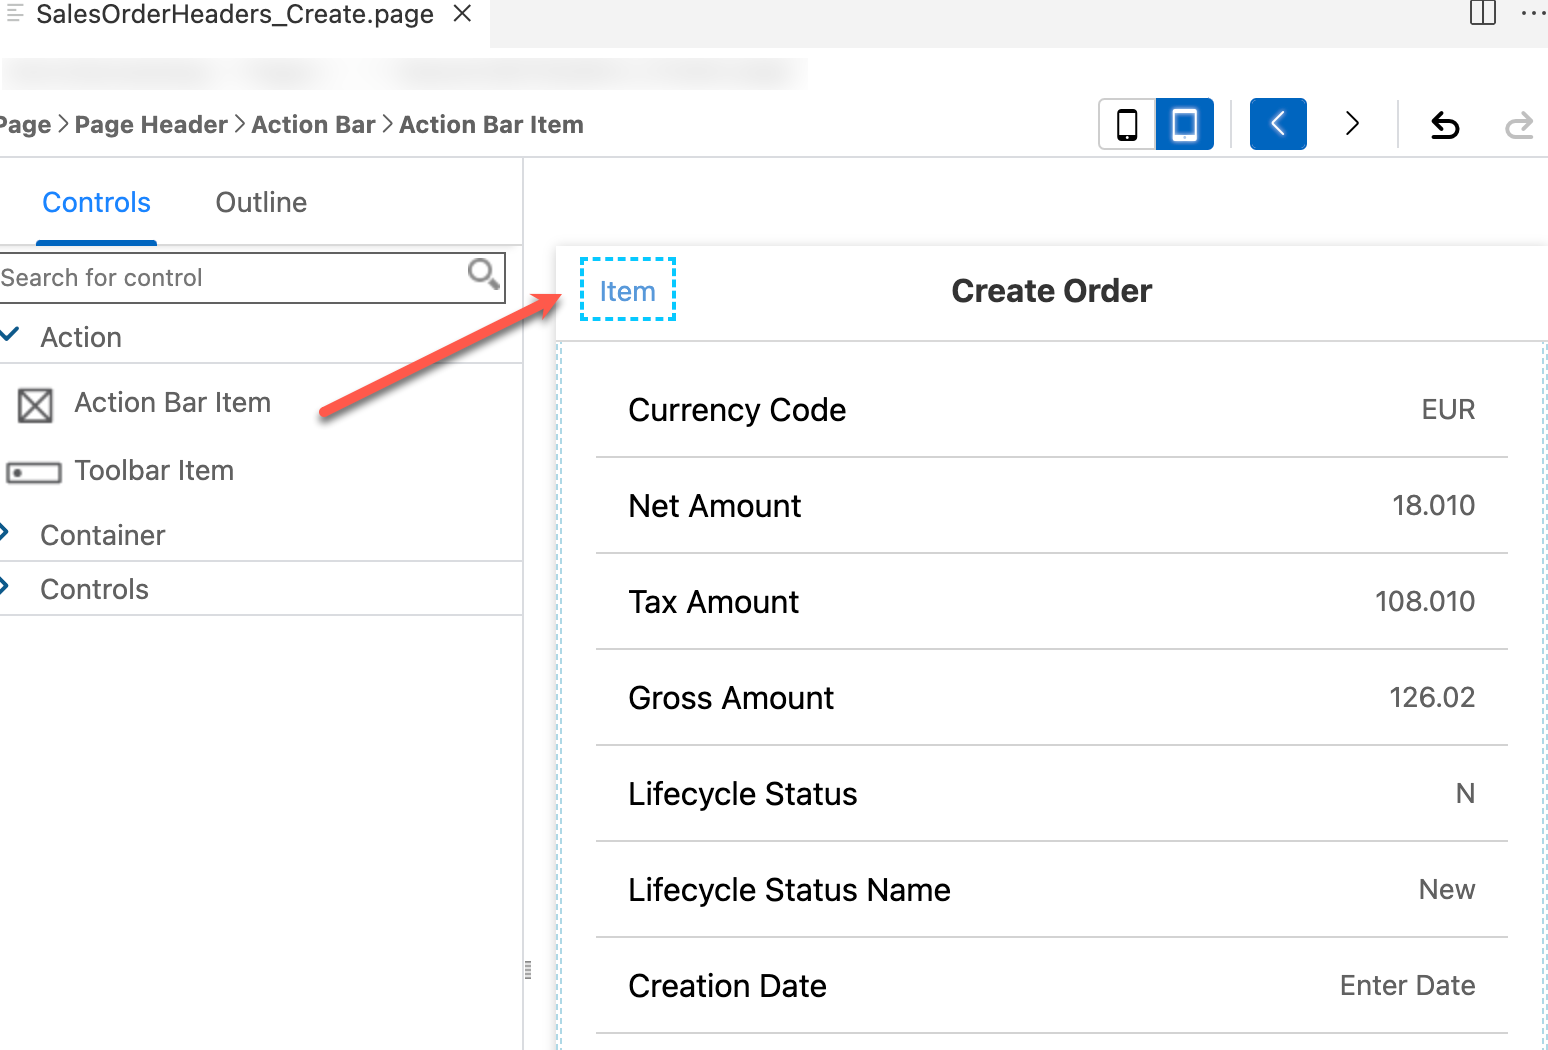 SalesOrderHeaders_Create.page
Page > Page Header > Action Bar > Action Bar Item
Controls
Outline
Search for control
Action
Action Bar Item
Toolbar Item
Container
Controls
Item
Create Order
Currency Code EUR
Net Amount 18.010
Tax Amount 108.010
Gross Amount 126.02
Lifecycle Status N
Lifecycle Status Name New
Creation Date Enter Date